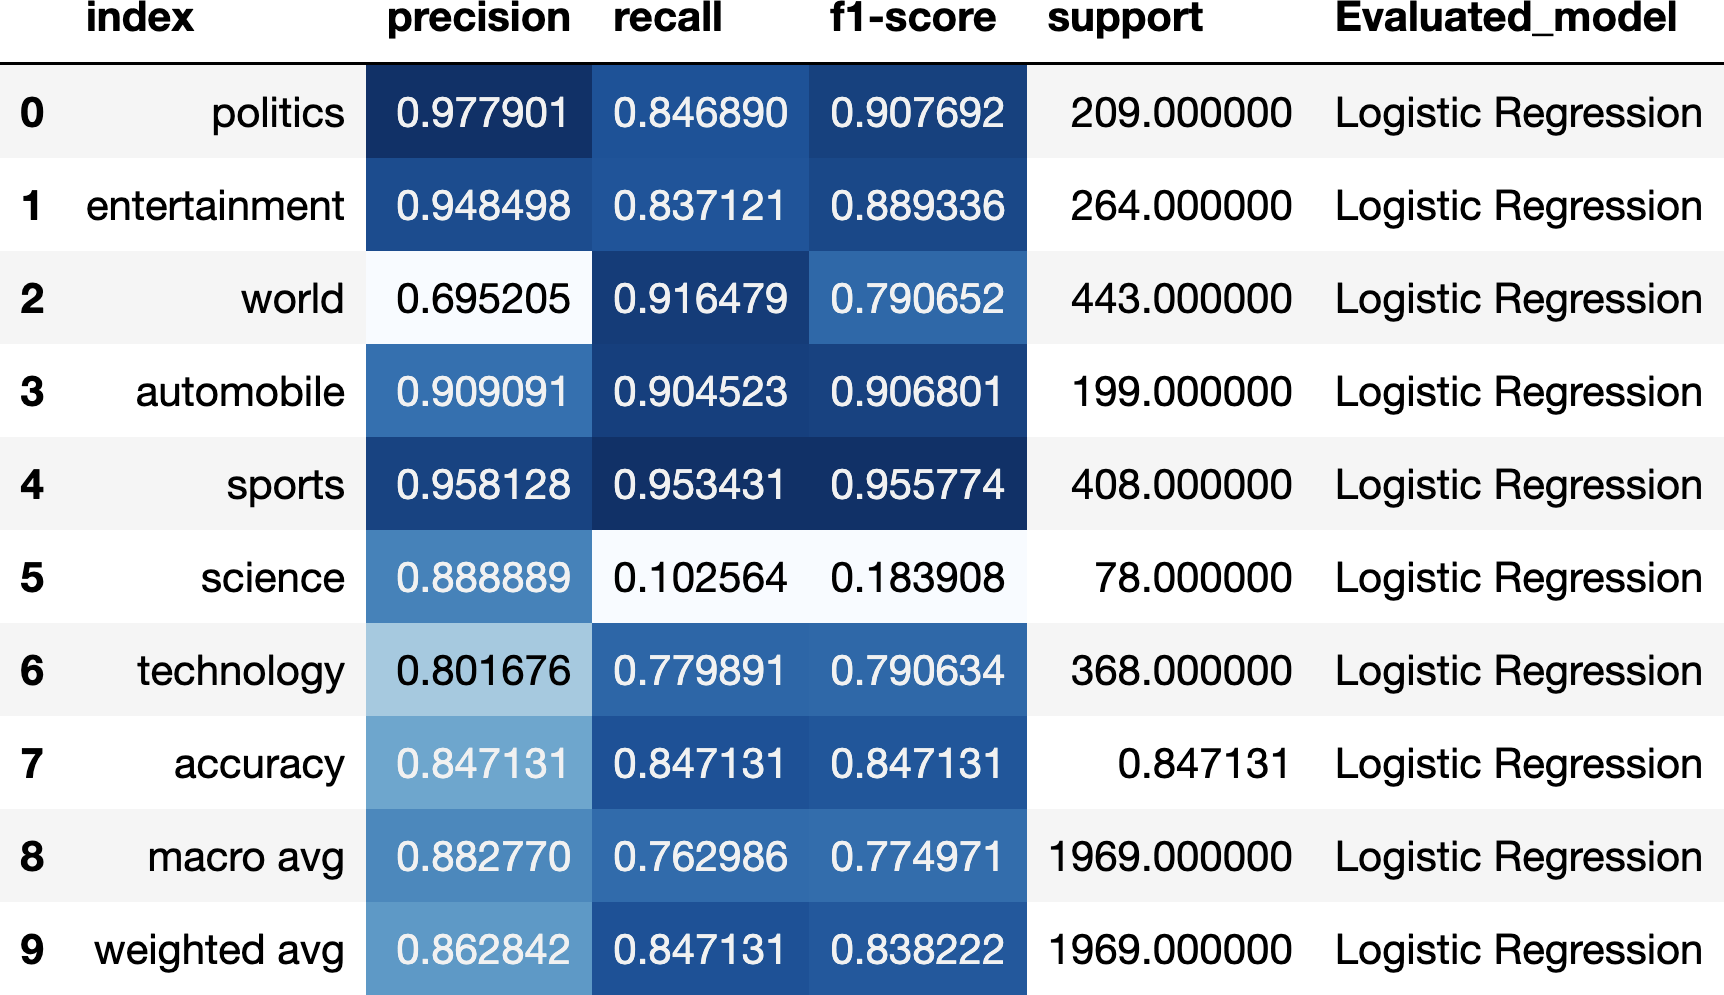 index precision recall f1-score support Evaluated_model
0 politics 0.977901 0.846890 0.907692 209.000000 Logistic Regression
1 entertainment 0.948498 0.837121 0.889336 264.000000 Logistic Regression
2 world 0.695205 0.916479 0.790652 443.000000 Logistic Regression
3 automobile 0.909091 0.904523 0.906801 199.000000 Logistic Regression
4 sports 0.958128 0.953431 0.955774 408.000000 Logistic Regression
5 science 0.888889 0.102564 0.183908 78.000000 Logistic Regression
6 technology 0.801676 0.779891 0.790634 368.000000 Logistic Regression
7 accuracy 0.847131 0.847131 0.847131 0.847131 Logistic Regression
8 macro avg 0.882770 0.762986 0.774971 1969.000000 Logistic Regression
9 weighted avg 0.862842 0.847131 0.838222 1969.000000 Logistic Regression